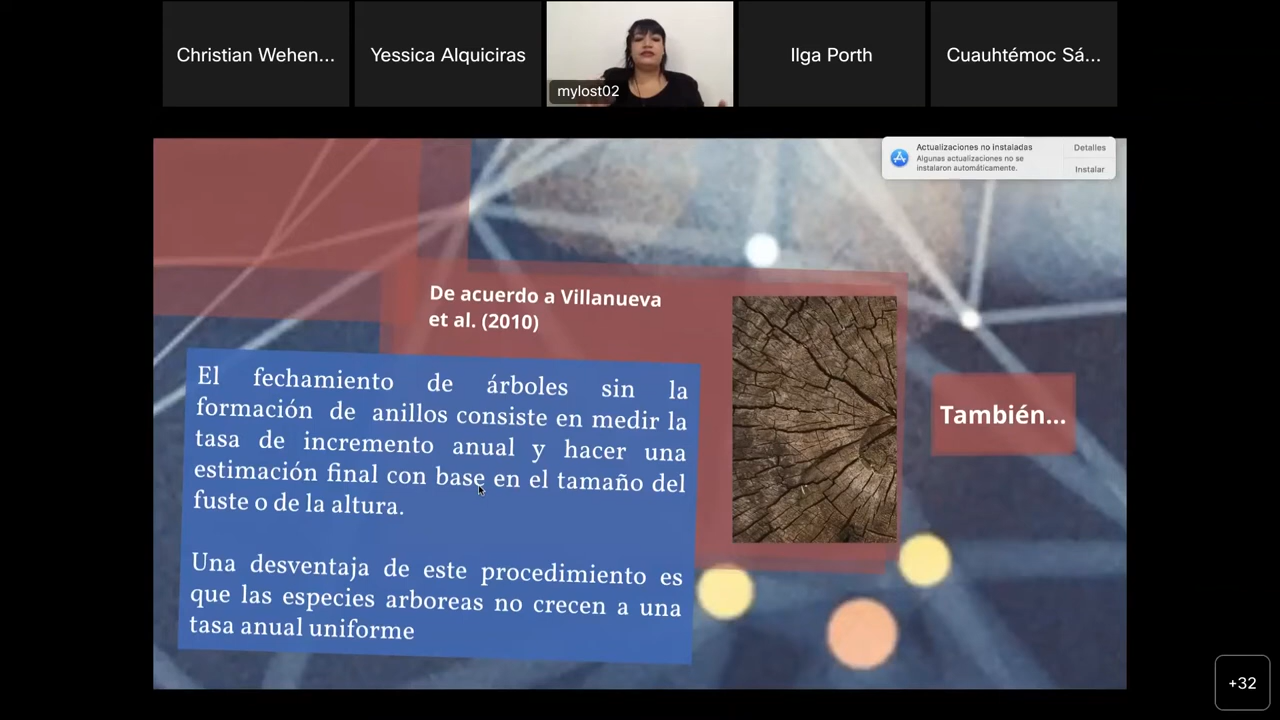 Christian Wehen...
Yessica Alquiciras
mylost02
Ilga Porth
Cuauhtémoc Sá...
Actualizaciones no instaladas
Algunas actualizaciones no se
instalaron automáticamente.
Detalles
Instalar
De acuerdo a Villanueva
et al. (2010)
El fechamiento de árboles sin la
formación de anillos consiste en medir la
tasa de incremento anual y hacer una
estimación final con base en el tamaño del
fuste o de la altura.
Una desventaja de este procedimiento es
que las especies arboreas no crecen a una
tasa anual uniforme
También...
+32